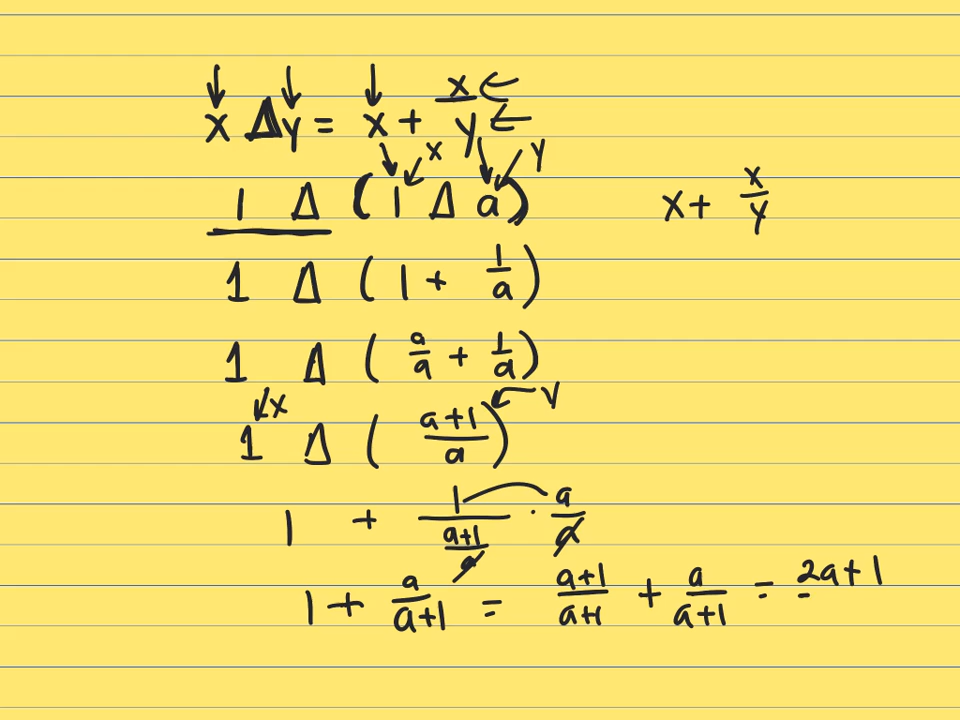 x Δ y = x + x/y
x y
1 Δ ( 1 Δ a ) x + x/y
1 Δ ( 1 + 1/a )
1 Δ ( a/a + 1/a )
x y
1 Δ ( (a+1)/a )
1 + 1/((a+1)/a) · a/a
1 + a/(a+1) = (a+1)/(a+1) + a/(a+1) = 2a+1